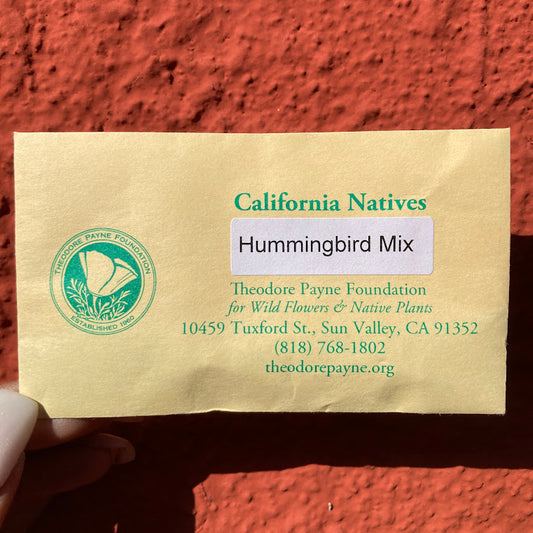 California Natives
Hummingbird Mix
Theodore Payne Foundation
for Wild Flowers & Native Plants
10459 Tuxford St., Sun Valley, CA 91352
(818) 768-1802
theodorepayne.org
THEODORE PAYNE FOUNDATION
ESTABLISHED 1960